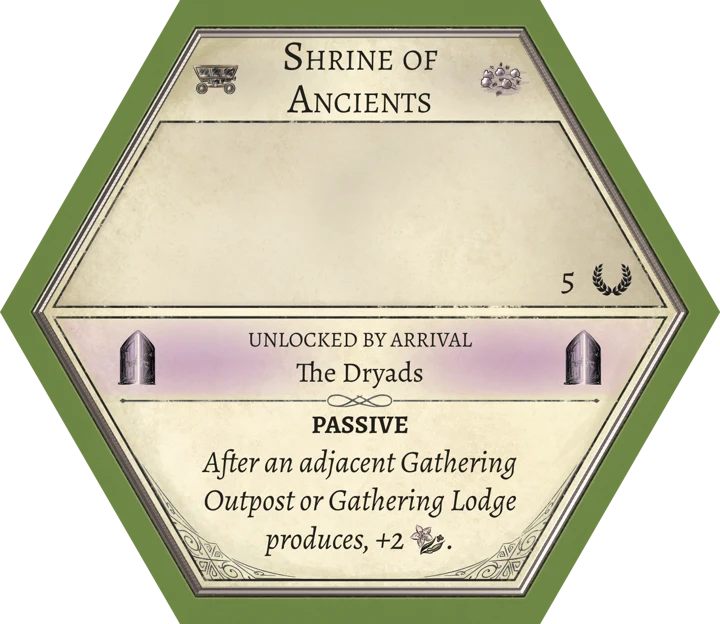 Shrine of
Ancients
5
UNLOCKED BY ARRIVAL
The Dryads
PASSIVE
After an adjacent Gathering
Outpost or Gathering Lodge
produces, +2 .